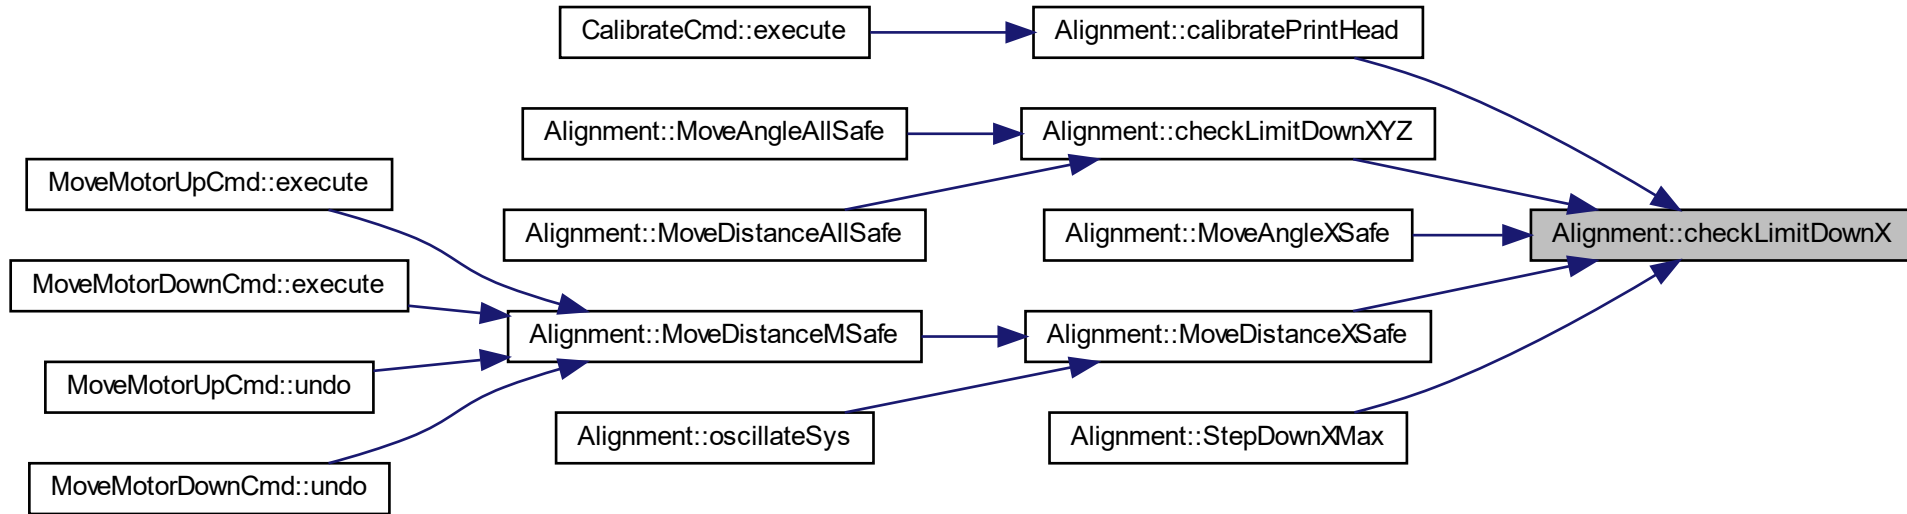 CalibrateCmd::execute
Alignment::calibratePrintHead
Alignment::MoveAngleAllSafe
Alignment::checkLimitDownXYZ
MoveMotorUpCmd::execute
Alignment::MoveDistanceAllSafe
Alignment::MoveAngleXSafe
Alignment::checkLimitDownX
MoveMotorDownCmd::execute
Alignment::MoveDistanceMSafe
Alignment::MoveDistanceXSafe
MoveMotorUpCmd::undo
Alignment::oscillateSys
Alignment::StepDownXMax
MoveMotorDownCmd::undo